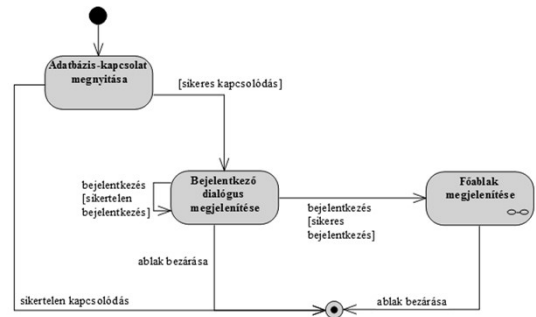 Adatbázis-kapcsolat
megnyitása
[sikeres kapcsolódás]
Bejelentkező
dialógus
megjelenítése
bejelentkezés
[sikertelen
bejelentkezés]
Főablak
megjelenítése
bejelentkezés
[sikeres
bejelentkezés]
ablak bezárása
sikertelen kapcsolódás
ablak bezárása